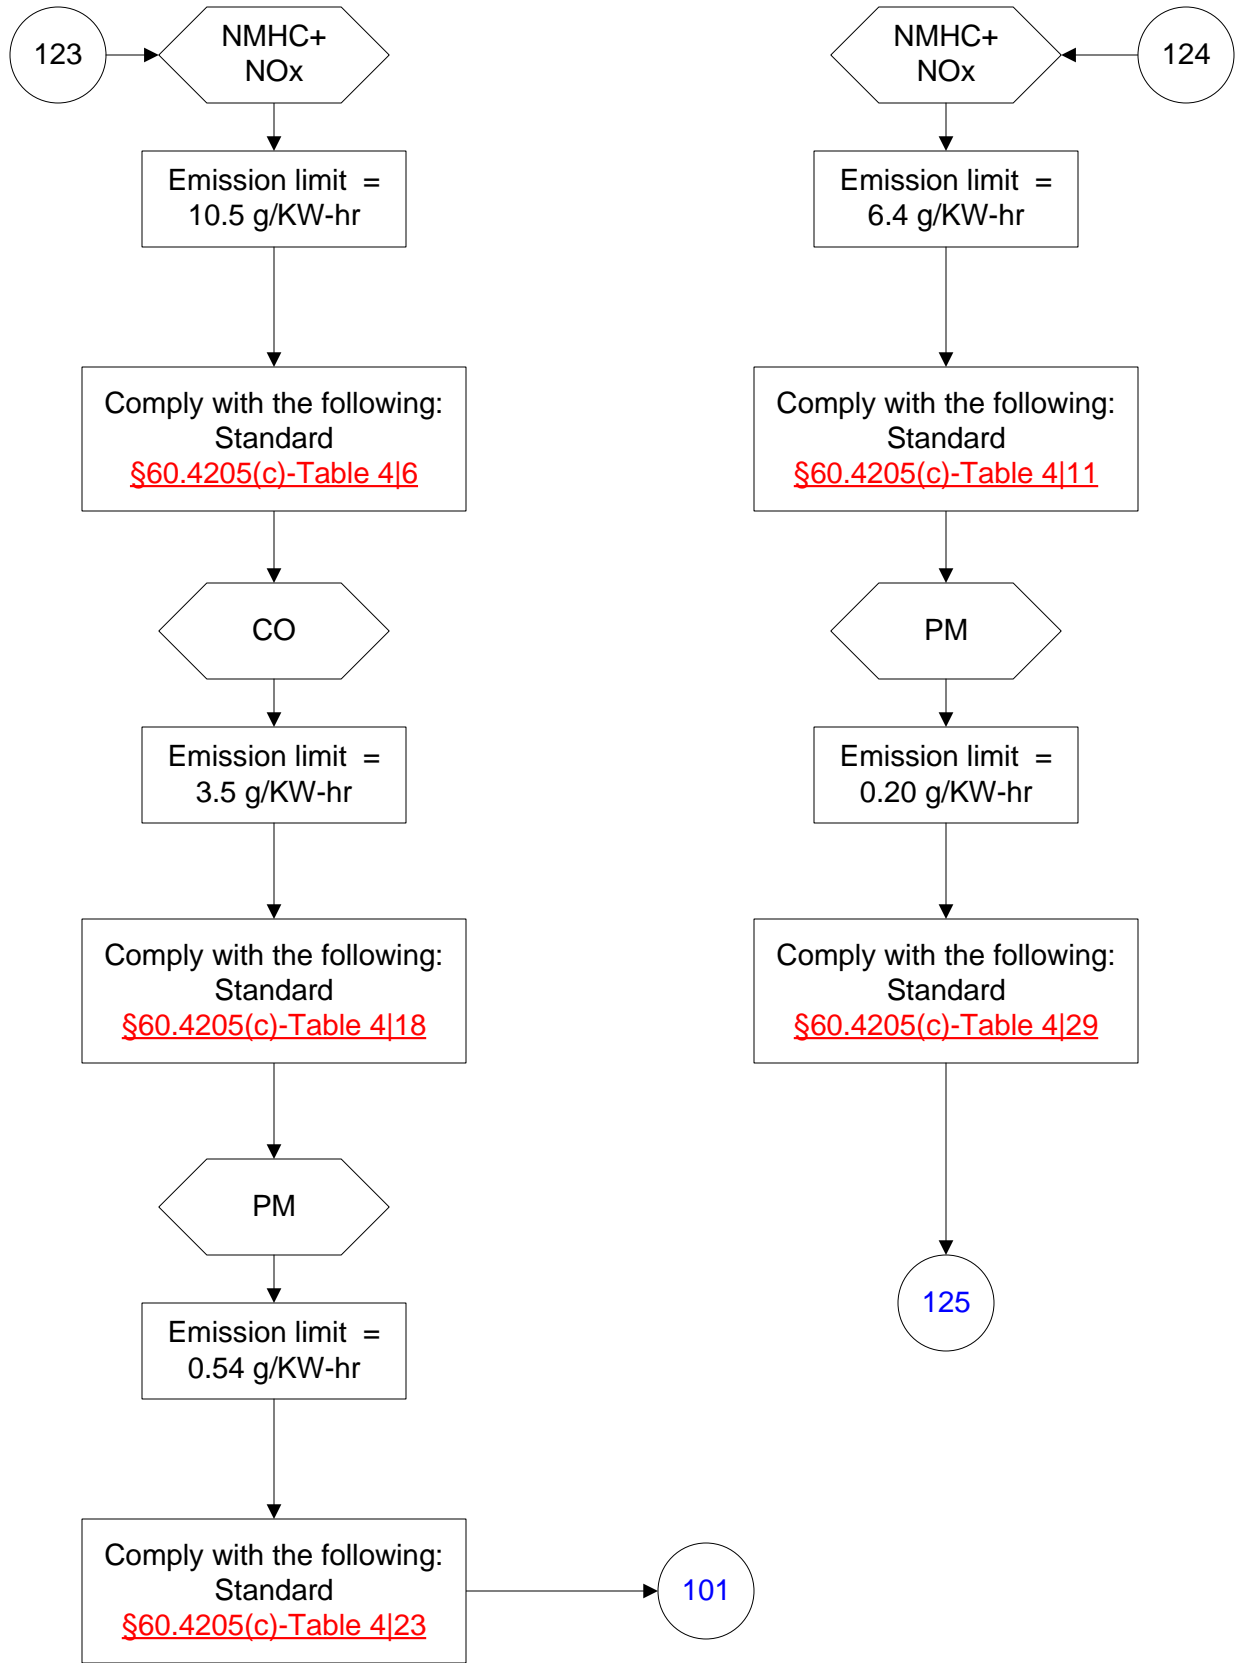 123
NMHC+
NOx
Emission limit =
10.5 g/KW-hr
Comply with the following:
Standard
§60.4205(c)-Table 4|6
CO
Emission limit =
3.5 g/KW-hr
Comply with the following:
Standard
§60.4205(c)-Table 4|18
PM
Emission limit =
0.54 g/KW-hr
Comply with the following:
Standard
§60.4205(c)-Table 4|23
101
NMHC+
NOx
124
Emission limit =
6.4 g/KW-hr
Comply with the following:
Standard
§60.4205(c)-Table 4|11
PM
Emission limit =
0.20 g/KW-hr
Comply with the following:
Standard
§60.4205(c)-Table 4|29
125